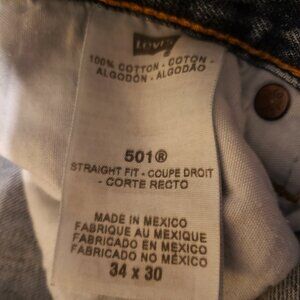 LEVI'S
100% COTTON - COTON -
ALGODÓN - ALGODÃO
501®
STRAIGHT FIT - COUPE DROIT
- CORTE RECTO
MADE IN MEXICO
FABRIQUE AU MEXIQUE
FABRICADO EN MEXICO
FABRICADO NO MÉXICO
34 x 30